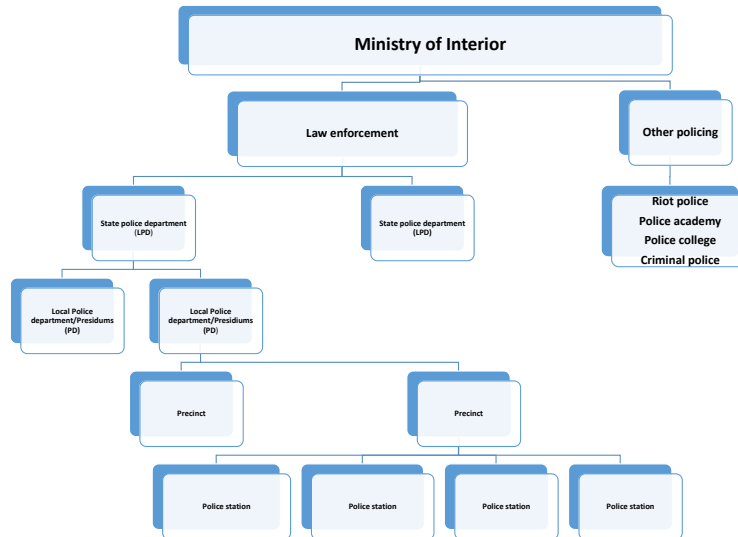 Ministry of Interior
Law enforcement
Other policing
State police department
(LPD)
State police department
(LPD)
Riot police
Police academy
Police college
Criminal police
Local Police
department/Presidiums
(PD)
Local Police
department/Presidiums
(PD)
Precinct
Precinct
Police station
Police station
Police station
Police station